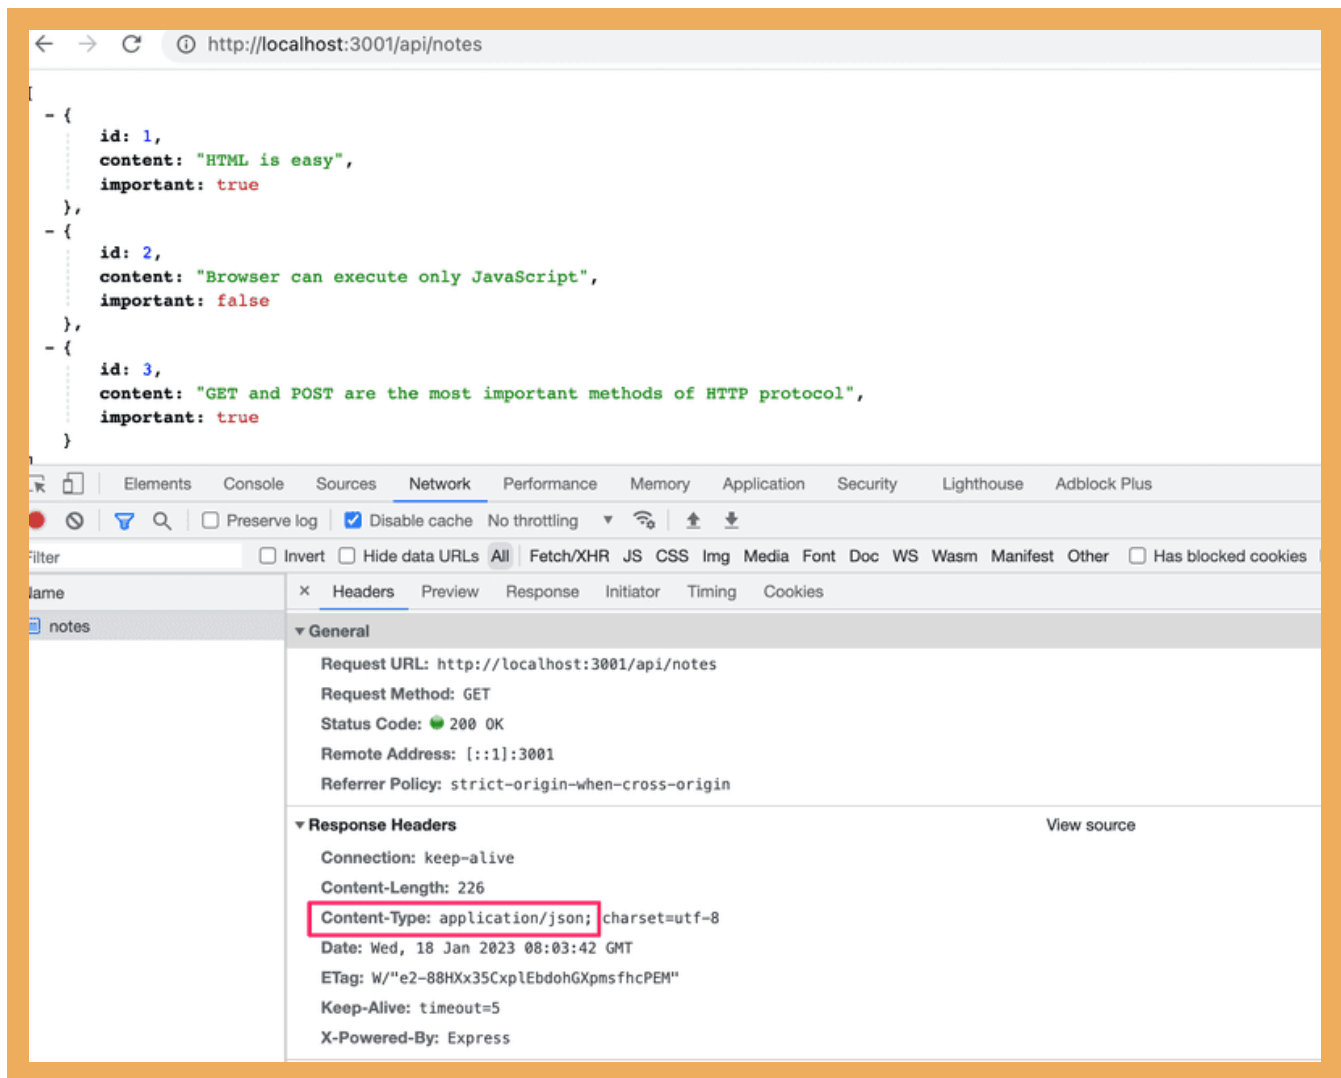 http://localhost:3001/api/notes
[
- {
id: 1,
content: "HTML is easy",
important: true
},
- {
id: 2,
content: "Browser can execute only JavaScript",
important: false
},
- {
id: 3,
content: "GET and POST are the most important methods of HTTP protocol",
important: true
}
]
Elements Console Sources Network Performance Memory Application Security Lighthouse Adblock Plus
Preserve log Disable cache No throttling
Filter Invert Hide data URLs All Fetch/XHR JS CSS Img Media Font Doc WS Wasm Manifest Other Has blocked cookies
Name × Headers Preview Response Initiator Timing Cookies
notes
General
Request URL: http://localhost:3001/api/notes
Request Method: GET
Status Code: 200 OK
Remote Address: [::1]:3001
Referrer Policy: strict-origin-when-cross-origin
Response Headers View source
Connection: keep-alive
Content-Length: 226
Content-Type: application/json; charset=utf-8
Date: Wed, 18 Jan 2023 08:03:42 GMT
ETag: W/"e2-88HXx35CxplEbdohGXpmsfhcPEM"
Keep-Alive: timeout=5
X-Powered-By: Express